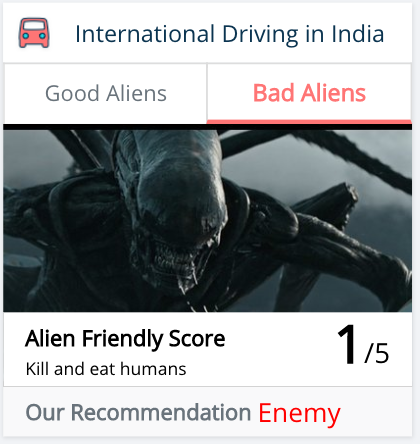 International Driving in India
Good Aliens
Bad Aliens
Alien Friendly Score
1/5
Kill and eat humans
Our Recommendation Enemy